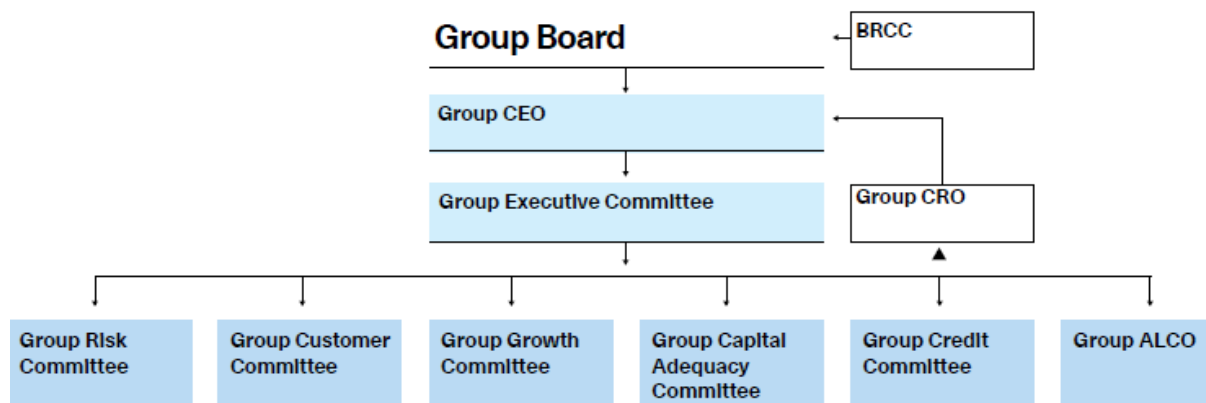 Group Board
BRCC
Group CEO
Group Executive Committee
Group CRO
Group Risk
Committee
Group Customer
Committee
Group Growth
Committee
Group Capital
Adequacy
Committee
Group Credit
Committee
Group ALCO